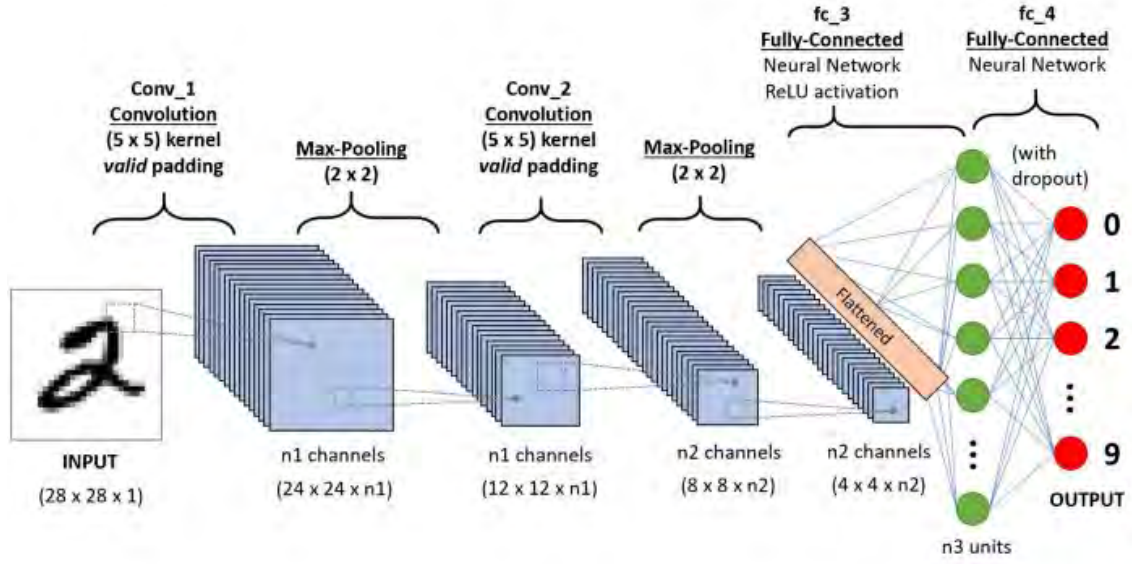 fc_3
Fully-Connected
Neural Network
ReLU activation
fc_4
Fully-Connected
Neural Network
Conv_1
Convolution
(5 x 5) kernel
valid padding
Max-Pooling
(2 x 2)
Conv_2
Convolution
(5 x 5) kernel
valid padding
Max-Pooling
(2 x 2)
(with
dropout)
0
1
2
9
OUTPUT
Flattened
INPUT
(28 x 28 x 1)
n1 channels
(24 x 24 x n1)
n1 channels
(12 x 12 x n1)
n2 channels
(8 x 8 x n2)
n2 channels
(4 x 4 x n2)
n3 units
2